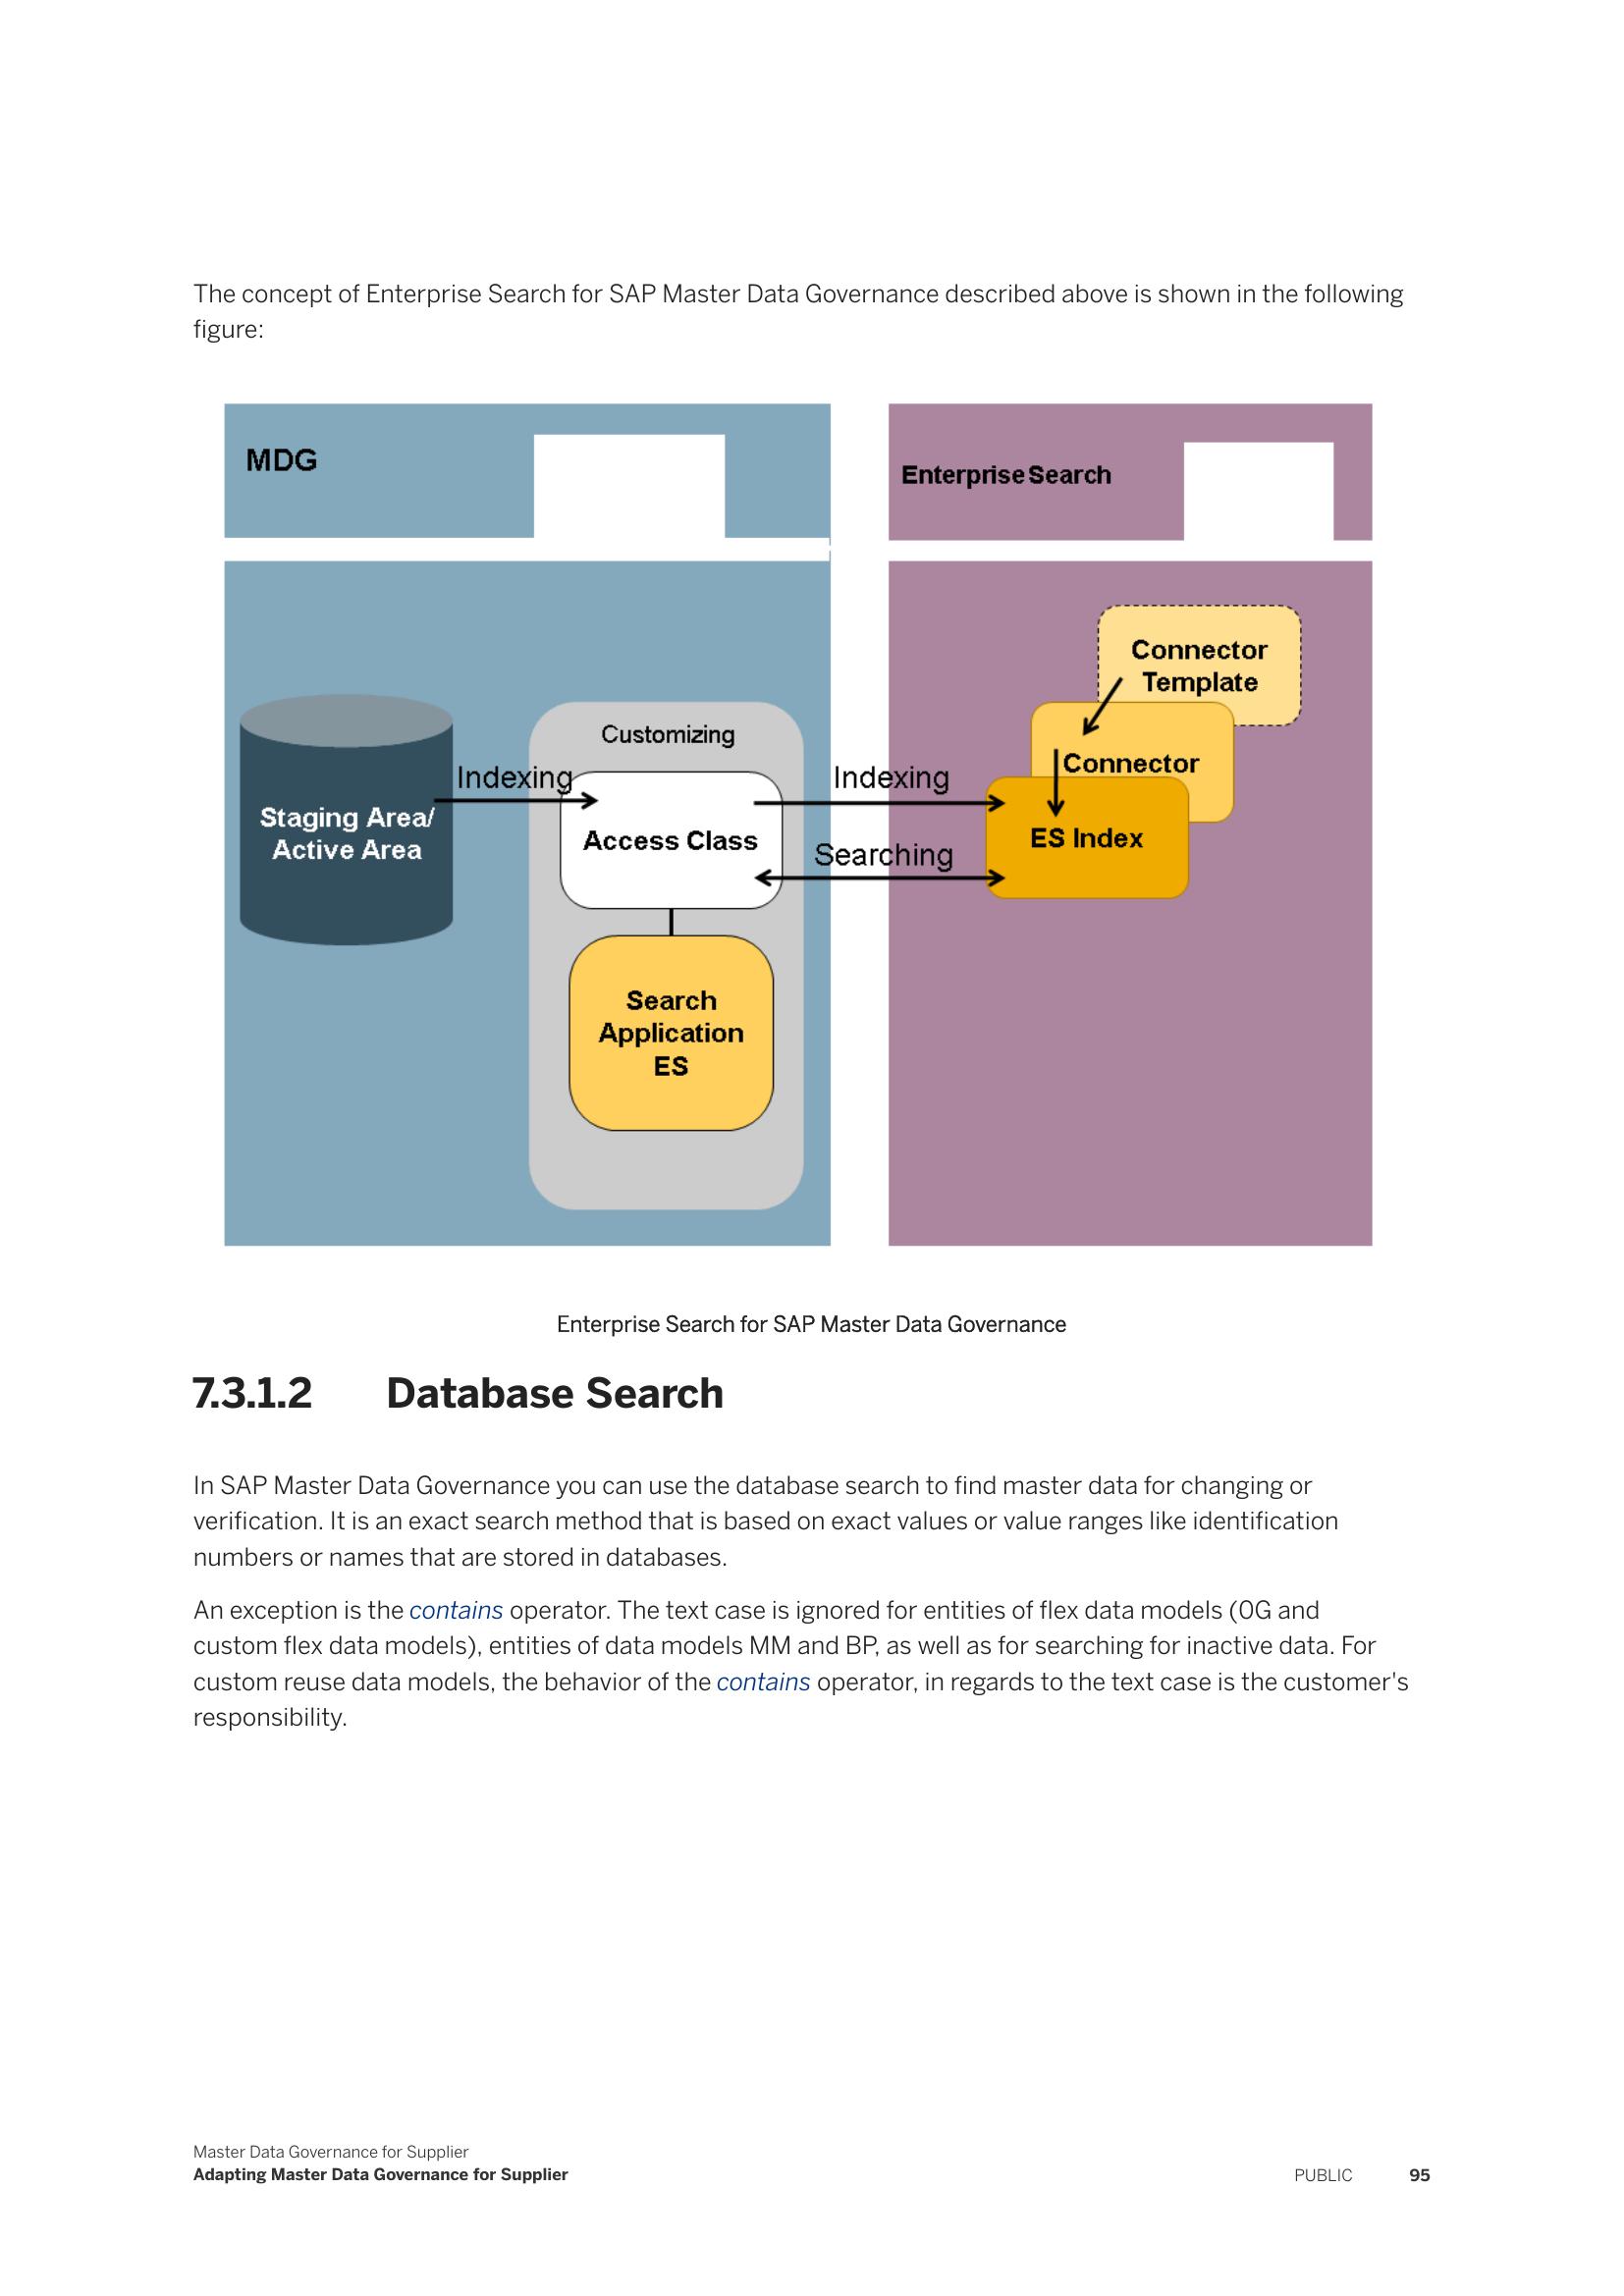 The concept of Enterprise Search for SAP Master Data Governance described above is shown in the following
figure:
MDG
Enterprise Search
Connector
Template
Customizing
Connector
Indexing
Indexing
Staging Area/
Active Area
Access Class
ES Index
Searching
Search
Application
ES
Enterprise Search for SAP Master Data Governance
7.3.1.2 Database Search
In SAP Master Data Governance you can use the database search to find master data for changing or
verification. It is an exact search method that is based on exact values or value ranges like identification
numbers or names that are stored in databases.
An exception is the contains operator. The text case is ignored for entities of flex data models (0G and
custom flex data models), entities of data models MM and BP, as well as for searching for inactive data. For
custom reuse data models, the behavior of the contains operator, in regards to the text case is the customer's
responsibility.
Master Data Governance for Supplier
Adapting Master Data Governance for Supplier
PUBLIC 95